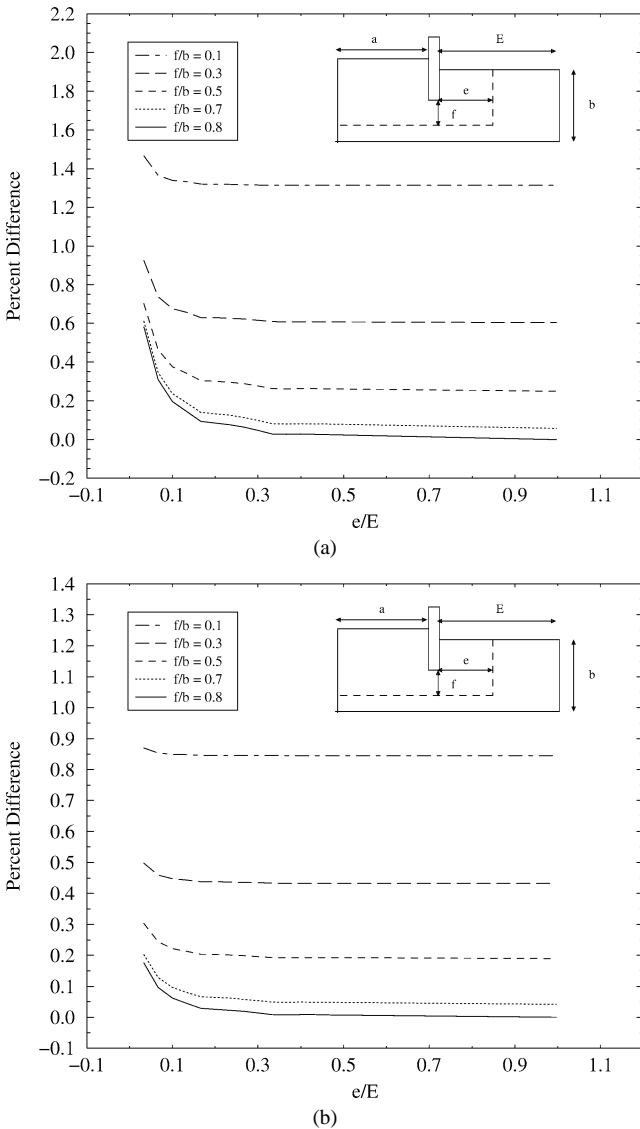 2.2
2.0
1.8
1.6
1.4
1.2
1.0
0.8
0.6
0.4
0.2
0.0
−0.2
Percent Difference
f/b = 0.1
f/b = 0.3
f/b = 0.5
f/b = 0.7
f/b = 0.8
a
E
e
f
b
−0.1 0.1 0.3 0.5 0.7 0.9 1.1
e/E
(a)
1.4
1.3
1.2
1.1
1.0
0.9
0.8
0.7
0.6
0.5
0.4
0.3
0.2
0.1
0.0
−0.1
Percent Difference
f/b = 0.1
f/b = 0.3
f/b = 0.5
f/b = 0.7
f/b = 0.8
a
E
e
f
b
−0.1 0.1 0.3 0.5 0.7 0.9 1.1
e/E
(b)